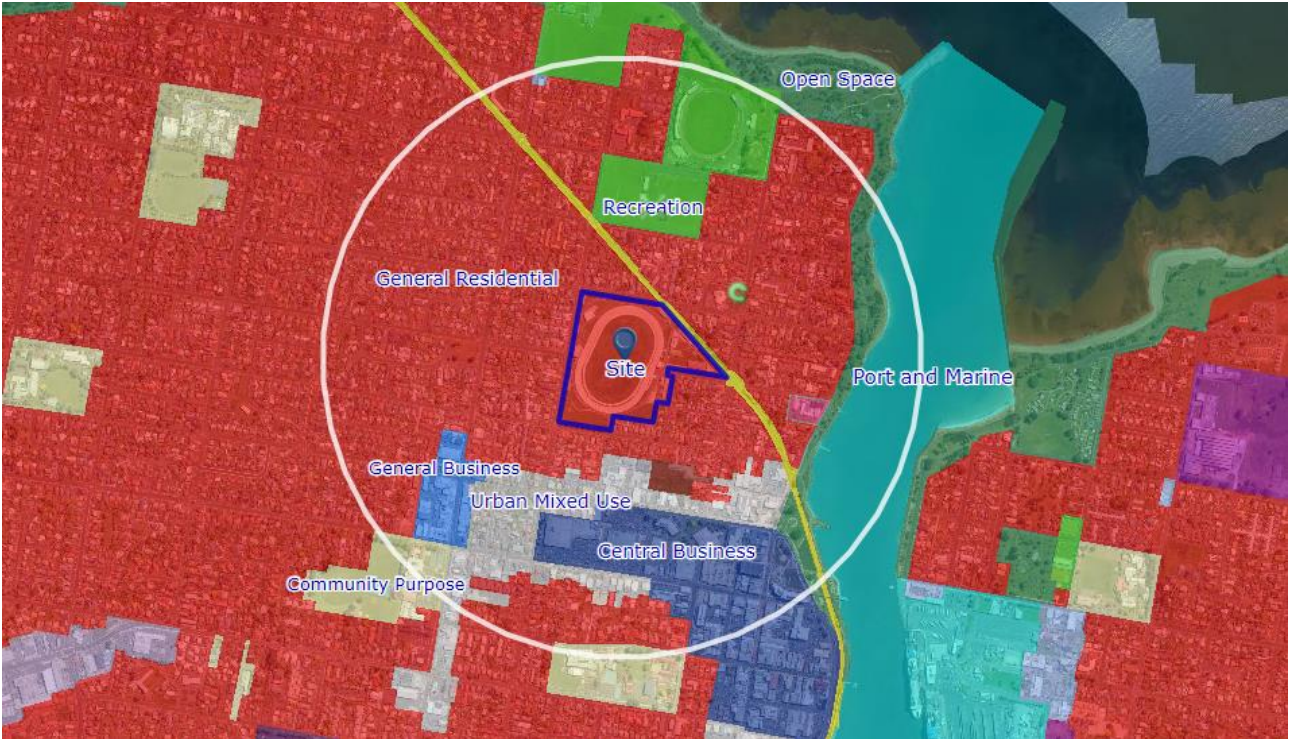 Open Space
Recreation
General Residential
Site
Port and Marine
General Business
Urban Mixed Use
Central Business
Community Purpose